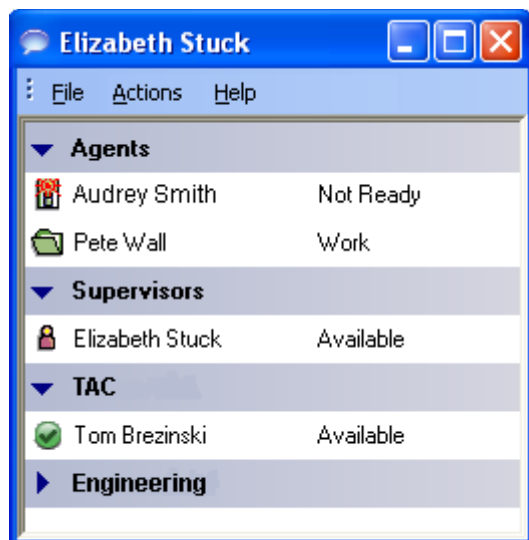 Elizabeth Stuck
File Actions Help
Agents
Audrey Smith Not Ready
Pete Wall Work
Supervisors
Elizabeth Stuck Available
TAC
Tom Brezinski Available
Engineering